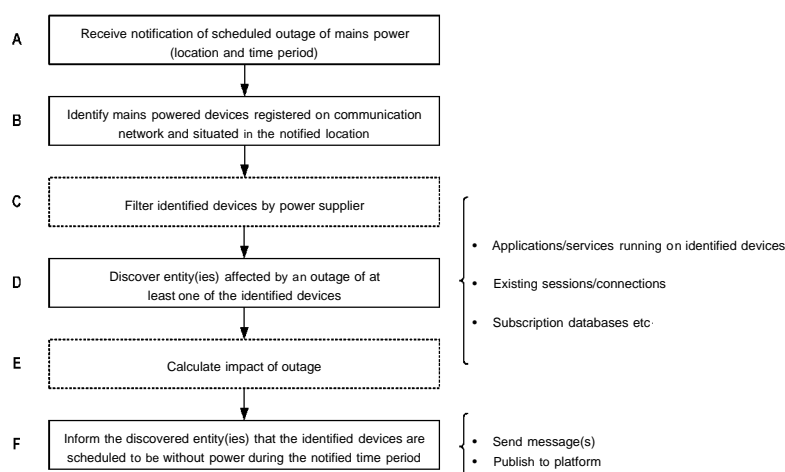 A
Receive notification of scheduled outage of mains power
(location and time period)
B
Identify mains powered devices registered on communication
network and situated in the notified location
C
Filter identified devices by power supplier
D
Discover entity(ies) affected by an outage of at
least one of the identified devices
• Applications/services running on identified devices
• Existing sessions/connections
• Subscription databases etc.
E
Calculate impact of outage
F
Inform the discovered entity(ies) that the identified devices are
scheduled to be without power during the notified time period
• Send message(s)
• Publish to platform